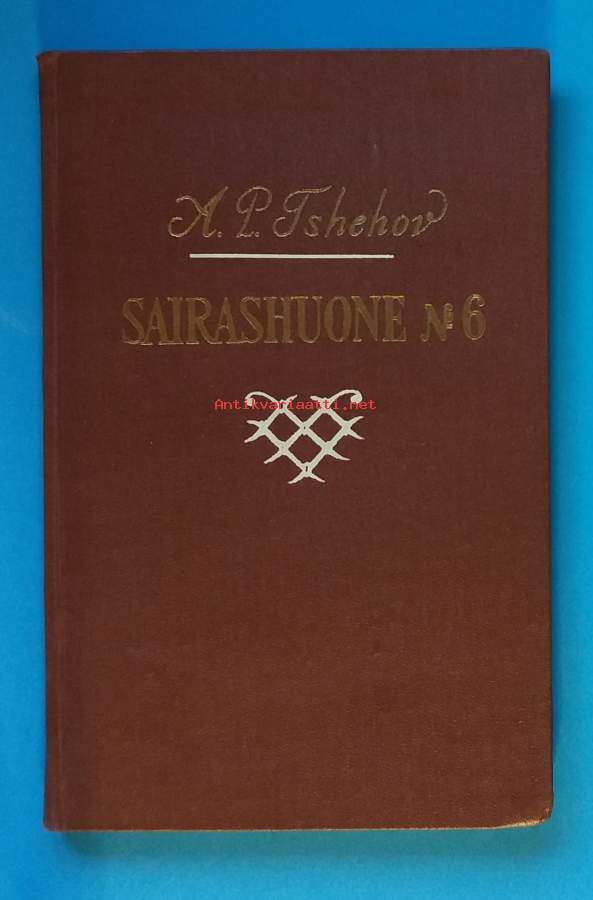 A. P. Tshehov
SAIRASHUONE № 6
Antikvariaatti.net